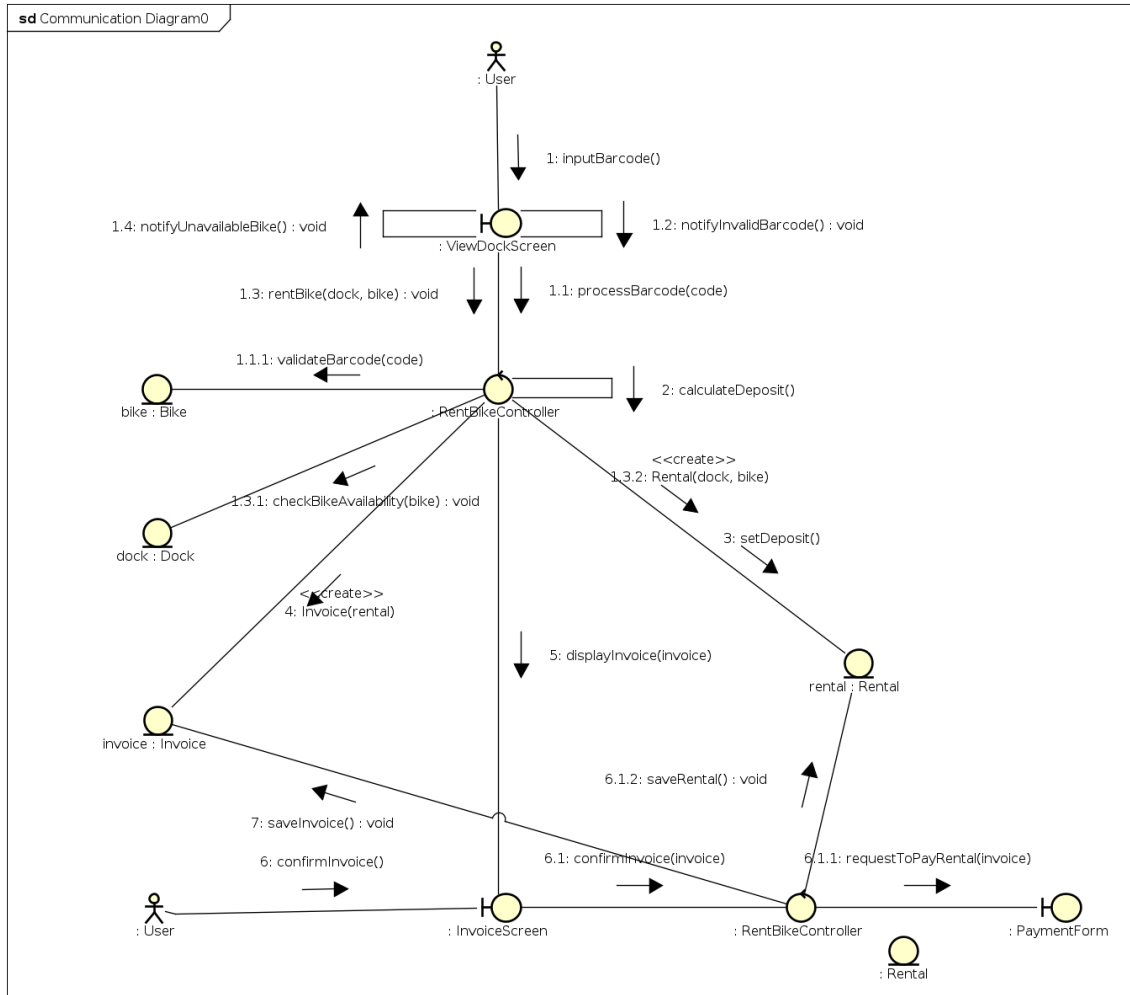 sd Communication Diagram0
: User
1: inputBarcode()
1.4: notifyUnavailableBike() : void
1.2: notifyInvalidBarcode() : void
: ViewDockScreen
1.3: rentBike(dock, bike) : void
1.1: processBarcode(code)
1.1.1: validateBarcode(code)
2: calculateDeposit()
bike : Bike
: RentBikeController
<<create>>
1.3.2: Rental(dock, bike)
1.3.1: checkBikeAvailability(bike) : void
3: setDeposit()
dock : Dock
<<create>>
4: Invoice(rental)
5: displayInvoice(invoice)
rental : Rental
invoice : Invoice
6.1.2: saveRental() : void
7: saveInvoice() : void
6: confirmInvoice()
6.1: confirmInvoice(invoice)
6.1.1: requestToPayRental(invoice)
: User
: InvoiceScreen
: RentBikeController
: PaymentForm
: Rental